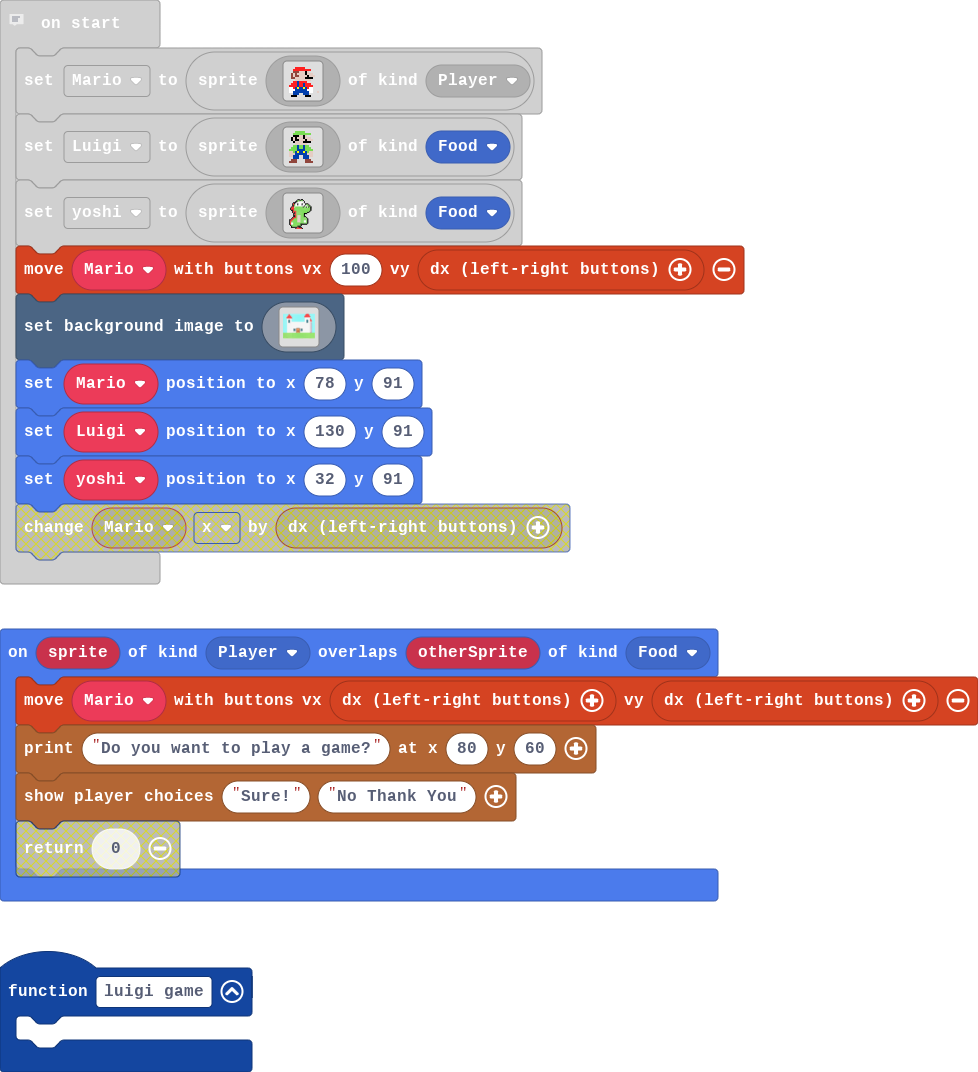 on start
set Mario to sprite of kind Player
set Luigi to sprite of kind Food
set yoshi to sprite of kind Food
move Mario with buttons vx 100 vy dx (left-right buttons)
set background image to
set Mario position to x 78 y 91
set Luigi position to x 130 y 91
set yoshi position to x 32 y 91
change Mario x by dx (left-right buttons)
on sprite of kind Player overlaps otherSprite of kind Food
move Mario with buttons vx dx (left-right buttons) vy dx (left-right buttons)
print "Do you want to play a game?" at x 80 y 60
show player choices "Sure!" "No Thank You"
return 0
function luigi game